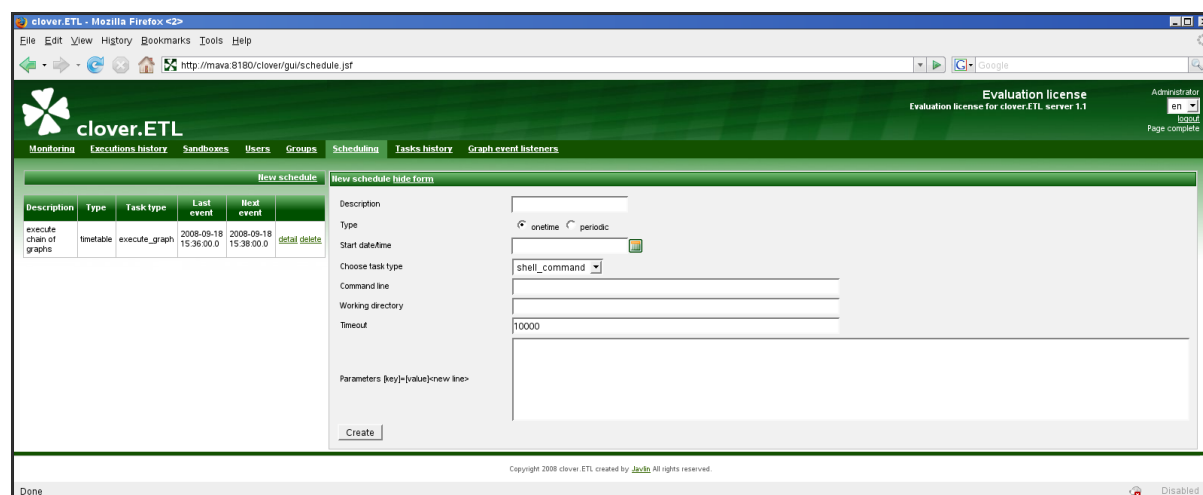 clover.ETL - Mozilla Firefox <2>
File Edit View History Bookmarks Tools Help
http://mava:8180/clover/gui/schedule.jsf
G Google
Evaluation license
Evaluation license for clover.ETL server 1.1
Administrator
en
logout
Page complete
clover.ETL
Monitoring Executions history Sandboxes Users Groups Scheduling Tasks history Graph event listeners
New schedule
Description Type Task type Last event Next event
execute chain of graphs timetable execute_graph 2008-09-18 15:36:00.0 2008-09-18 15:38:00.0 detail delete
New schedule hide form
Description
Type onetime periodic
Start date/time
Choose task type shell_command
Command line
Working directory
Timeout 10000
Parameters [key]=[value]<new line>
Create
Copyright 2008 clover.ETL created by Javlin All rights reserved.
Done Disabled